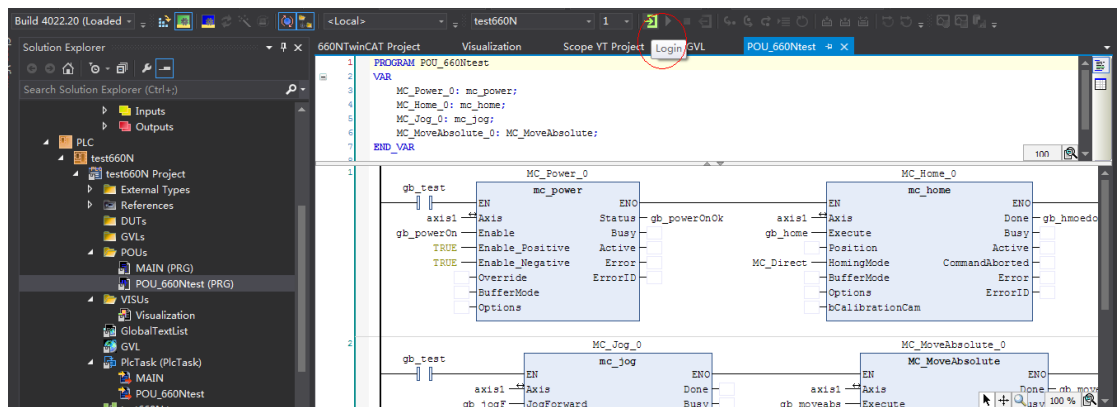 Build 4022.20 (Loaded
<Local>
test660N
1
Solution Explorer
660NTwinCAT Project
Visualization
Scope YT Project
Login
GVL
POU_660Ntest
Search Solution Explorer (Ctrl+;)
Inputs
Outputs
PLC
test660N
test660N Project
External Types
References
DUTs
GVLs
POUs
MAIN (PRG)
POU_660Ntest (PRG)
VISUs
Visualization
GlobalTextList
GVL
PlcTask (PlcTask)
MAIN
POU_660Ntest
1 PROGRAM POU_660Ntest
2 VAR
3 MC_Power_0: mc_power;
4 MC_Home_0: mc_home;
5 MC_Jog_0: mc_jog;
6 MC_MoveAbsolute_0: MC_MoveAbsolute;
7 END_VAR
100
1
MC_Power_0
gb_test
mc_power
EN ENO
axis1 Axis Status gb_powerOnOk
gb_powerOn Enable Busy
TRUE Enable_Positive Active
TRUE Enable_Negative Error
Override ErrorID
BufferMode
Options
MC_Home_0
mc_home
EN ENO
axis1 Axis Done gb_hmoedo
gb_home Execute Busy
Position Active
MC_Direct HomingMode CommandAborted
BufferMode Error
Options ErrorID
bCalibrationCam
2
MC_Jog_0
gb_test
mc_jog
EN ENO
axis1 Axis Done
gb_jogF JogForward Busy
MC_MoveAbsolute_0
MC_MoveAbsolute
EN ENO
axis1 Axis Done gb_mov
gb_moveabs Execute Busy
100 %